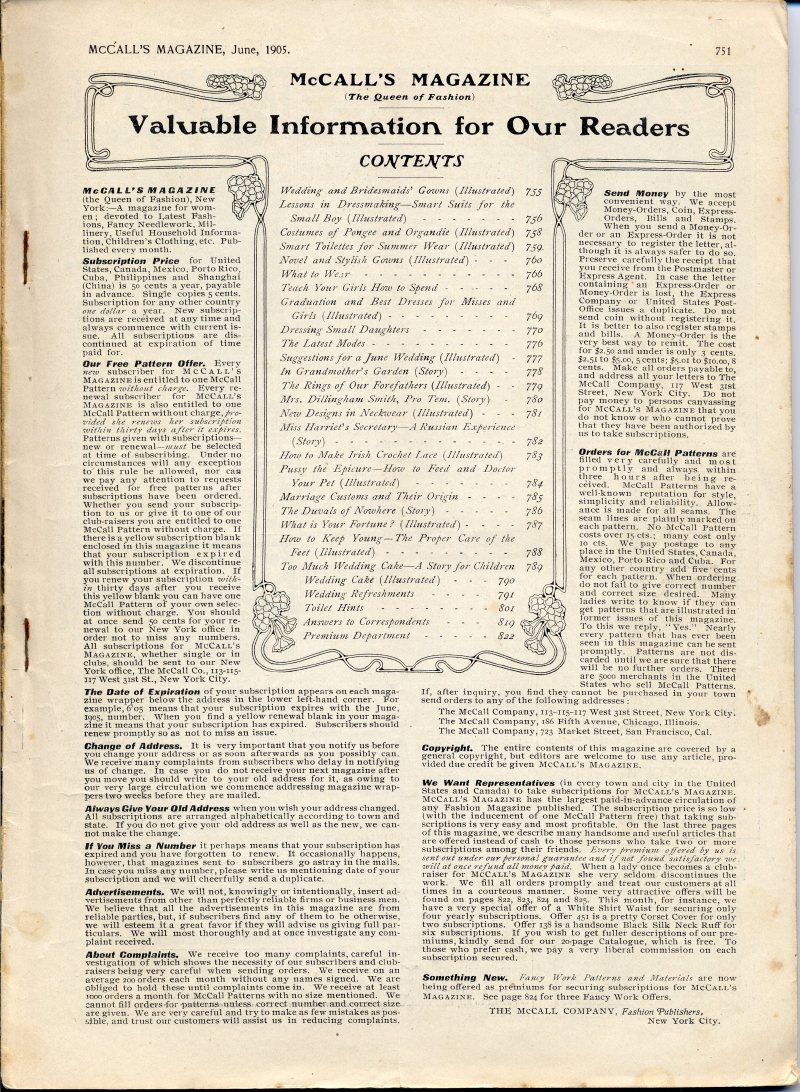 McCALL'S MAGAZINE, June, 1905.
751
McCALL'S MAGAZINE
(The Queen of Fashion)
Valuable Information for Our Readers
CONTENTS
McCALL'S MAGAZINE
(the Queen of Fashion), New
York:—A magazine for wom-
en; devoted to Latest Fash-
ions, Fancy Needlework, Mil-
linery, Useful Household Informa-
tion, Children's Clothing, etc. Pub-
lished every month.
Subscription Price for United
States, Canada, Mexico, Porto Rico,
Cuba, Philippines and Shanghai
(China) is 50 cents a year, payable
in advance. Single copies 5 cents.
Subscription for any other country
one dollar a year. New subscrip-
tions are received at any time and
always commence with current is-
sue. All subscriptions are dis-
continued at expiration of time
paid for.
Our Free Pattern Offer. Every
new subscriber for McCALL'S
MAGAZINE is entitled to one McCall
Pattern without charge. Every re-
newal subscriber for McCALL'S
MAGAZINE is also entitled to one
McCall Pattern without charge, pro-
vided she renews her subscription
within thirty days after it expires.
Patterns given with subscriptions—
new or renewal—must be selected
at time of subscribing. Under no
circumstances will any exception
to this rule be allowed, nor can
we pay any attention to requests
received for free patterns after
subscriptions have been ordered.
Whether you send your subscrip-
tion to us or give it to one of our
club-raisers you are entitled to one
McCall Pattern without charge. If
there is a yellow subscription blank
enclosed in this magazine it means
that your subscription expired
with this number. We discontinue
all subscriptions at expiration. If
you renew your subscription with-
in thirty days after you receive
this yellow blank you can have one
McCall Pattern of your own selec-
tion without charge. You should
at once send 50 cents for your re-
newal to our New York office in
order not to miss any numbers.
All subscriptions for McCALL'S
MAGAZINE, whether single or in
clubs, should be sent to our New
York office, The McCall Co., 113-115-
117 West 31st St., New York City.
Wedding and Bridesmaids' Gowns (Illustrated) 755
Lessons in Dressmaking—Smart Suits for the
Small Boy (Illustrated) - - - - - - - 756
Costumes of Pongee and Organdie (Illustrated) 758
Smart Toilettes for Summer Wear (Illustrated) 759
Novel and Stylish Gowns (Illustrated) - - - 760
What to Wear - - - - - - - - - - 766
Teach Your Girls How to Spend - - - - - 768
Graduation and Best Dresses for Misses and
Girls (Illustrated) - - - - - - - - 769
Dressing Small Daughters - - - - - - - 770
The Latest Modes - - - - - - - - - 776
Suggestions for a June Wedding (Illustrated) - 777
In Grandmother's Garden (Story) - - - - 778
The Rings of Our Forefathers (Illustrated) - - 779
Mrs. Dillingham Smith, Pro Tem. (Story) - - 780
New Designs in Neckwear (Illustrated) - - - 781
Miss Harriet's Secretary—A Russian Experience
(Story) - - - - - - - - - - - 782
How to Make Irish Crochet Lace (Illustrated) - 783
Pussy the Epicure—How to Feed and Doctor
Your Pet (Illustrated) - - - - - - - 784
Marriage Customs and Their Origin - - - - 785
The Duvals of Nowhere (Story) - - - - - 786
What is Your Fortune? (Illustrated) - - - - 787
How to Keep Young—The Proper Care of the
Feet (Illustrated) - - - - - - - - 788
Too Much Wedding Cake—A Story for Children 789
Wedding Cake (Illustrated) - - - 790
Wedding Refreshments - - - - 791
Toilet Hints - - - - - - - - 801
Answers to Correspondents - - - 819
Premium Department - - - - - 822
Send Money by the most
convenient way. We accept
Money-Orders, Coin, Express-
Orders, Bills and Stamps.
When you send a Money-Or-
der or an Express-Order it is not
necessary to register the letter, al-
though it is always safer to do so.
Preserve carefully the receipt that
you receive from the Postmaster or
Express Agent. In case the letter
containing an Express-Order or
Money-Order is lost, the Express
Company or United States Post-
Office issues a duplicate. Do not
send coin without registering it.
It is better to also register stamps
and bills. A Money-Order is the
very best way to remit. The cost
for $2.50 and under is only 3 cents.
$2.51 to $5.00, 5 cents; $5.01 to $10.00, 8
cents. Make all orders payable to,
and address all your letters to The
McCall Company, 117 West 31st
Street, New York City. Do not
pay money to persons canvassing
for McCALL'S MAGAZINE that you
do not know or who cannot prove
that they have been authorized by
us to take subscriptions.
Orders for McCall Patterns are
filled very carefully and most
promptly and always within
three hours after being re-
ceived. McCall Patterns have a
well-known reputation for style,
simplicity and reliability. Allow-
ance is made for all seams. The
seam lines are plainly marked on
each pattern. No McCall Pattern
costs over 15 cts.; many cost only
10 cts. We pay postage to any
place in the United States, Canada,
Mexico, Porto Rico and Cuba. For
any other country add five cents
for each pattern. When ordering
do not fail to give correct number
and correct size desired. Many
ladies write to know if they can
get patterns that are illustrated in
former issues of this magazine.
To this we reply, "Yes." Nearly
every pattern that has ever been
seen in this magazine can be sent
promptly. Patterns are not dis-
carded until we are sure that there
will be no further orders. There
are 5000 merchants in the United
States who sell McCall Patterns.
The Date of Expiration of your subscription appears on each maga-
zine wrapper below the address in the lower left-hand corner. For
example, 6'05 means that your subscription expires with the June,
1905, number. When you find a yellow renewal blank in your maga-
zine it means that your subscription has expired. Subscribers should
renew promptly so as not to miss an issue.
Change of Address. It is very important that you notify us before
you change your address or as soon afterwards as you possibly can.
We receive many complaints from subscribers who delay in notifying
us of change. In case you do not receive your next magazine after
you move you should write to your old address for it, as owing to
our very large circulation we commence addressing magazine wrap-
pers two weeks before they are mailed.
Always Give Your Old Address when you wish your address changed.
All subscriptions are arranged alphabetically according to town and
state. If you do not give your old address as well as the new, we can-
not make the change.
If You Miss a Number it perhaps means that your subscription has
expired and you have forgotten to renew. It occasionally happens,
however, that magazines sent to subscribers go astray in the mails.
In case you miss any number, please write us mentioning date of your
subscription and we will cheerfully send a duplicate.
Advertisements. We will not, knowingly or intentionally, insert ad-
vertisements from other than perfectly reliable firms or business men.
We believe that all the advertisements in this magazine are from
reliable parties, but, if subscribers find any of them to be otherwise,
we will esteem it a great favor if they will advise us giving full par-
ticulars. We will most thoroughly and at once investigate any com-
plaint received.
About Complaints. We receive too many complaints, careful in-
vestigation of which shows the necessity of our subscribers and club-
raisers being very careful when sending orders. We receive on an
average 200 orders each month without any names signed. We are
obliged to hold these until complaints come in. We receive at least
1000 orders a month for McCall Patterns with no size mentioned. We
cannot fill orders for patterns unless correct number and correct size
are given. We are very careful and try to make as few mistakes as pos-
sible, and trust our customers will assist us in reducing complaints.
If, after inquiry, you find they cannot be purchased in your town
send orders to any of the following addresses:
The McCall Company, 113-115-117 West 31st Street, New York City.
The McCall Company, 186 Fifth Avenue, Chicago, Illinois.
The McCall Company, 723 Market Street, San Francisco, Cal.
Copyright. The entire contents of this magazine are covered by a
general copyright, but editors are welcome to use any article, pro-
vided due credit be given McCALL'S MAGAZINE.
We Want Representatives (in every town and city in the United
States and Canada) to take subscriptions for McCALL'S MAGAZINE.
McCALL'S MAGAZINE has the largest paid-in-advance circulation of
any Fashion Magazine published. The subscription price is so low
(with the inducement of one McCall Pattern free) that taking sub-
scriptions is very easy and most profitable. On the last three pages
of this magazine, we describe many handsome and useful articles that
are offered instead of cash to those persons who take two or more
subscriptions among their friends. Every premium offered by us is
sent out under our personal guarantee and if not found satisfactory we
will at once refund all money paid. When a lady once becomes a club-
raiser for McCALL'S MAGAZINE she very seldom discontinues the
work. We fill all orders promptly and treat our customers at all
times in a courteous manner. Some very attractive offers will be
found on pages 822, 823, 824 and 825. This month, for instance, we
have a very special offer of a White Shirt Waist for securing only
four yearly subscriptions. Offer 451 is a pretty Corset Cover for only
two subscriptions. Offer 138 is a handsome Black Silk Neck Ruff for
six subscriptions. If you wish to get fuller descriptions of our pre-
miums, kindly send for our 20-page Catalogue, which is free. To
those who prefer cash, we pay a very liberal commission on each
subscription secured.
Something New. Fancy Work Patterns and Materials are now
being offered as premiums for securing subscriptions for McCALL'S
MAGAZINE. See page 824 for three Fancy Work Offers.
THE McCALL COMPANY, Fashion Publishers,
New York City.